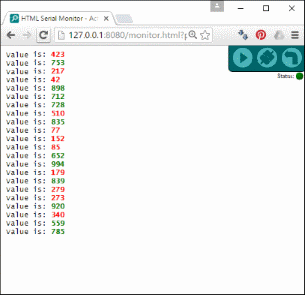 HTML Serial Monitor - Ac
127.0.0.1:8080/monitor.html?p
Status:
value is: 423
value is: 753
value is: 217
value is: 42
value is: 898
value is: 712
value is: 728
value is: 510
value is: 835
value is: 77
value is: 152
value is: 85
value is: 652
value is: 994
value is: 179
value is: 839
value is: 279
value is: 273
value is: 920
value is: 340
value is: 559
value is: 785